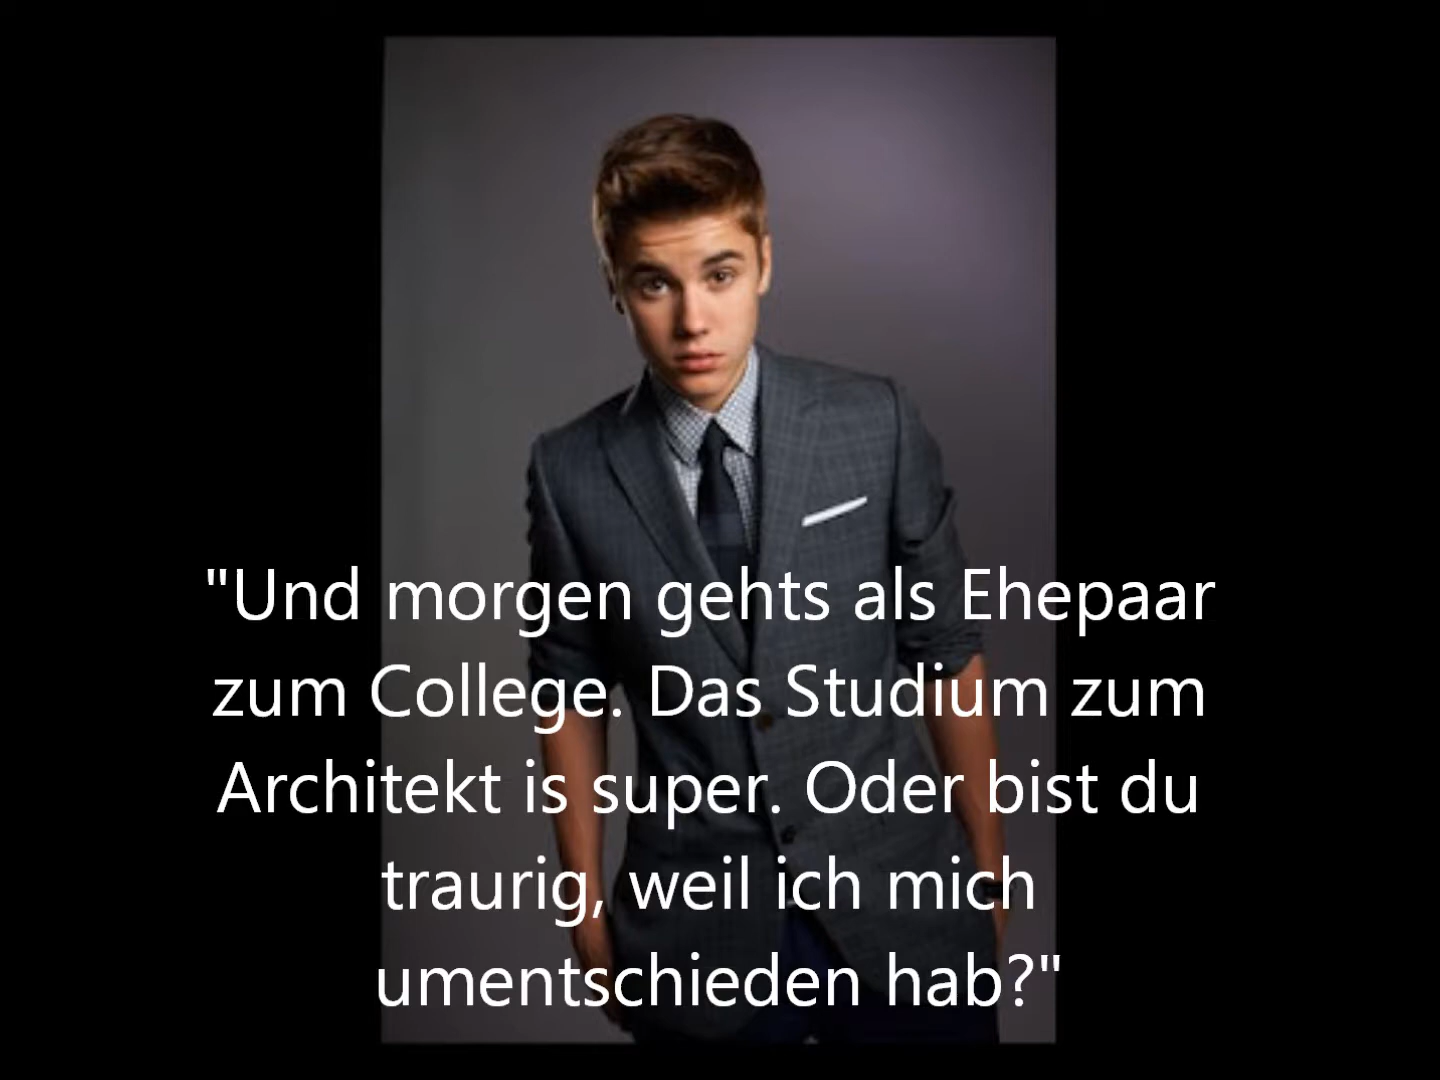 "Und morgen gehts als Ehepaar
zum College. Das Studium zum
Architekt is super. Oder bist du
traurig, weil ich mich
umentschieden hab?"